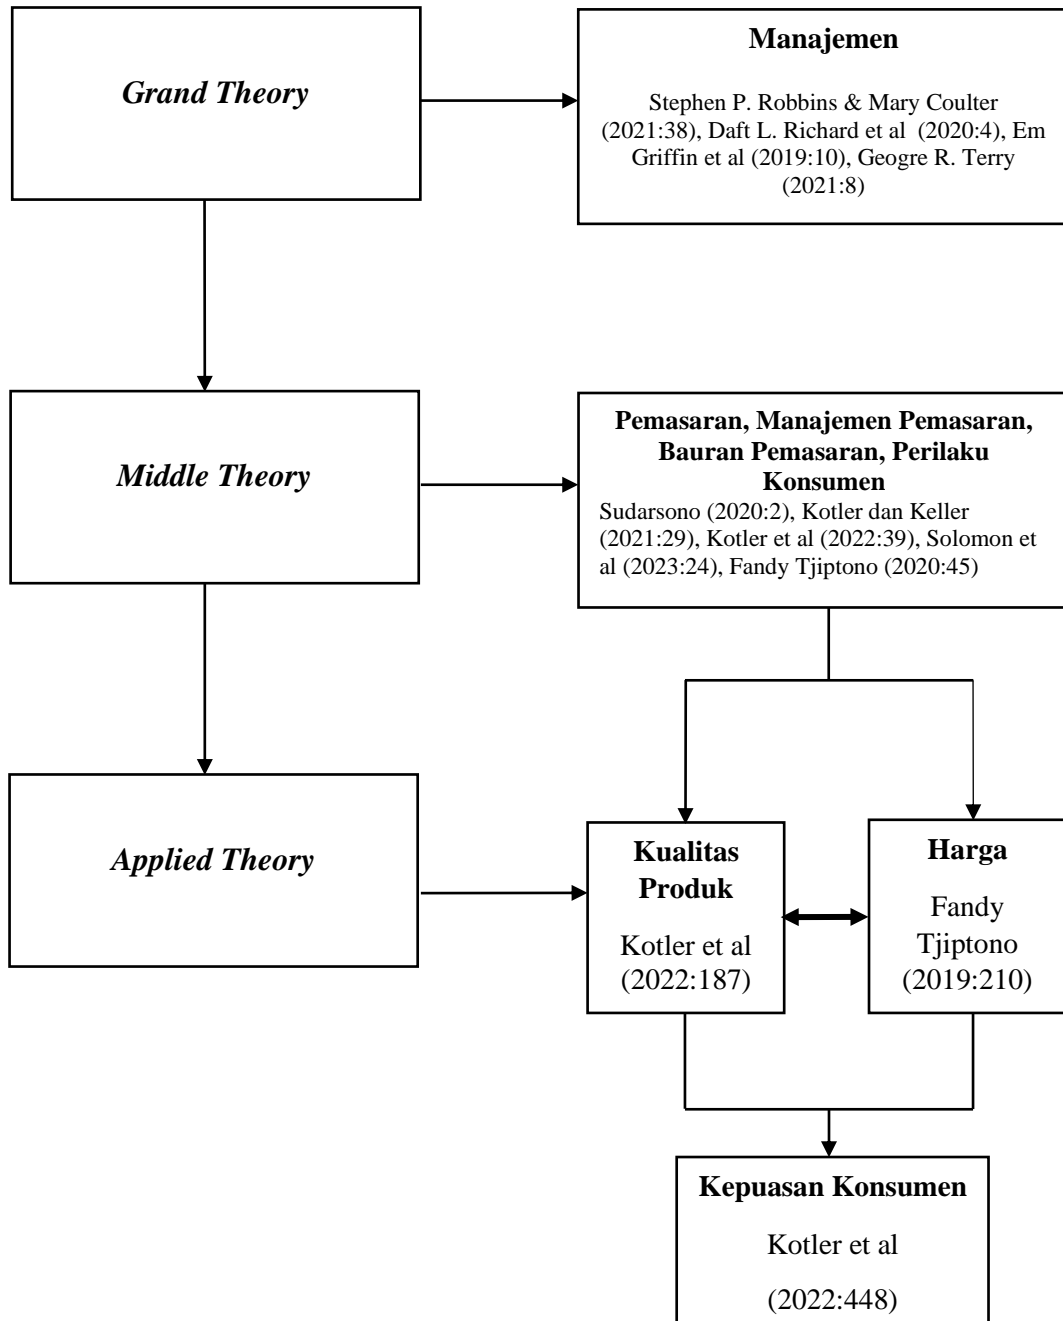 Grand Theory
Manajemen
Stephen P. Robbins & Mary Coulter
(2021:38), Daft L. Richard et al (2020:4), Em
Griffin et al (2019:10), Geogre R. Terry
(2021:8)
Middle Theory
Pemasaran, Manajemen Pemasaran,
Bauran Pemasaran, Perilaku
Konsumen
Sudarsono (2020:2), Kotler dan Keller
(2021:29), Kotler et al (2022:39), Solomon et
al (2023:24), Fandy Tjiptono (2020:45)
Applied Theory
Kualitas
Produk
Kotler et al
(2022:187)
Harga
Fandy
Tjiptono
(2019:210)
Kepuasan Konsumen
Kotler et al
(2022:448)